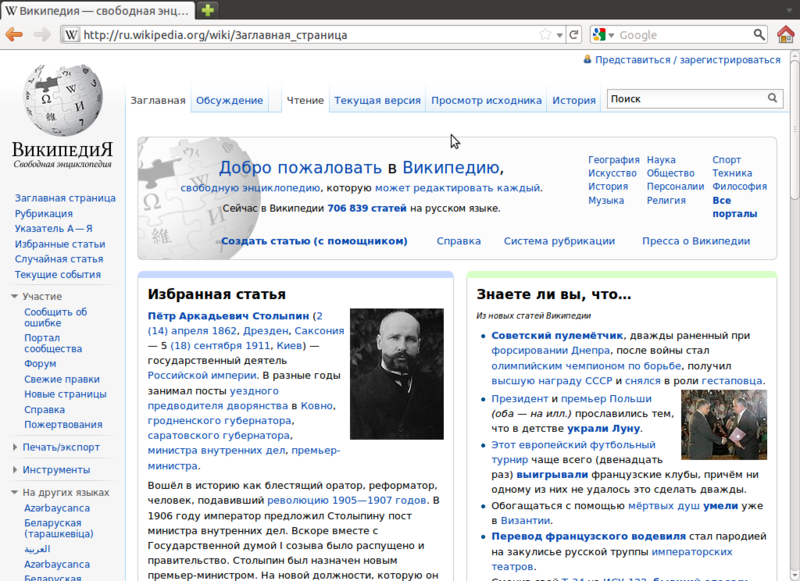 Википедия — свободная энц...
http://ru.wikipedia.org/wiki/Заглавная_страница
Google
Представиться / зарегистрироваться
Заглавная
Обсуждение
Чтение
Текущая версия
Просмотр исходника
История
Поиск
ВикипедиЯ
Свободная энциклопедия
Заглавная страница
Рубрикация
Указатель А — Я
Избранные статьи
Случайная статья
Текущие события
Участие
Сообщить об
ошибке
Портал
сообщества
Форум
Свежие правки
Новые страницы
Справка
Пожертвования
Печать/экспорт
Инструменты
На других языках
Azərbaycanca
Беларуская
(тарашкевіца)
العربية
Azərbaycanca
Беларуская
Добро пожаловать в Википедию,
свободную энциклопедию, которую может редактировать каждый.
Сейчас в Википедии 706 839 статей на русском языке.
География Наука Спорт
Искусство Общество Техника
История Персоналии Философия
Музыка Религия Все
порталы
Создать статью (с помощником) Справка Система рубрикации Пресса о Википедии
Избранная статья
Пётр Аркадьевич Столыпин (2
(14) апреля 1862, Дрезден, Саксония
— 5 (18) сентября 1911, Киев) —
государственный деятель
Российской империи. В разные годы
занимал посты уездного
предводителя дворянства в Ковно,
гродненского губернатора,
саратовского губернатора,
министра внутренних дел, премьер-
министра.
Вошёл в историю как блестящий оратор, реформатор,
человек, подавивший революцию 1905—1907 годов. В
1906 году император предложил Столыпину пост
министра внутренних дел. Вскоре вместе с
Государственной думой I созыва было распущено и
правительство. Столыпин был назначен новым
премьер-министром. На новой должности, которую он
Знаете ли вы, что…
Из новых статей Википедии
Советский пулемётчик, дважды раненный при
форсировании Днепра, после войны стал
олимпийским чемпионом по борьбе, получил
высшую награду СССР и снялся в роли гестаповца.
Президент и премьер Польши
(оба — на илл.) прославились тем,
что в детстве украли Луну.
Этот европейский футбольный
турнир чаще всего (двенадцать
раз) выигрывали французские клубы, причём ни
одному из них не удалось это сделать дважды.
Обогащаться с помощью мёртвых душ умели уже
в Византии.
Перевод французского водевиля стал пародией
на закулисье русской труппы императорских
театров.